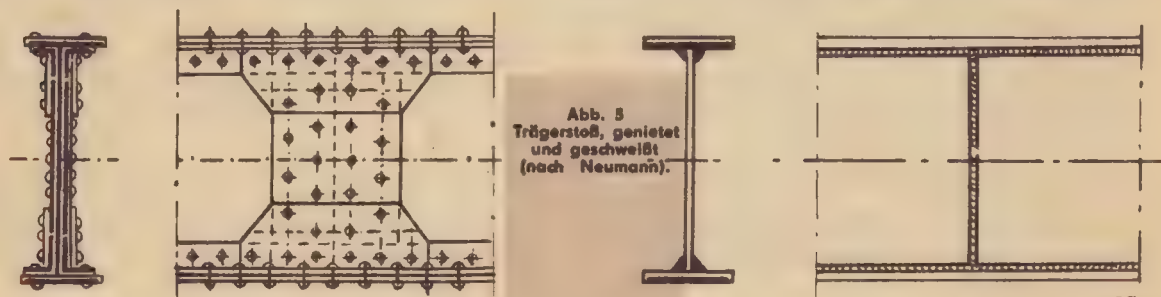 Abb. 5
Trägerstoß, genietet
und geschweißt
(nach Neumann).